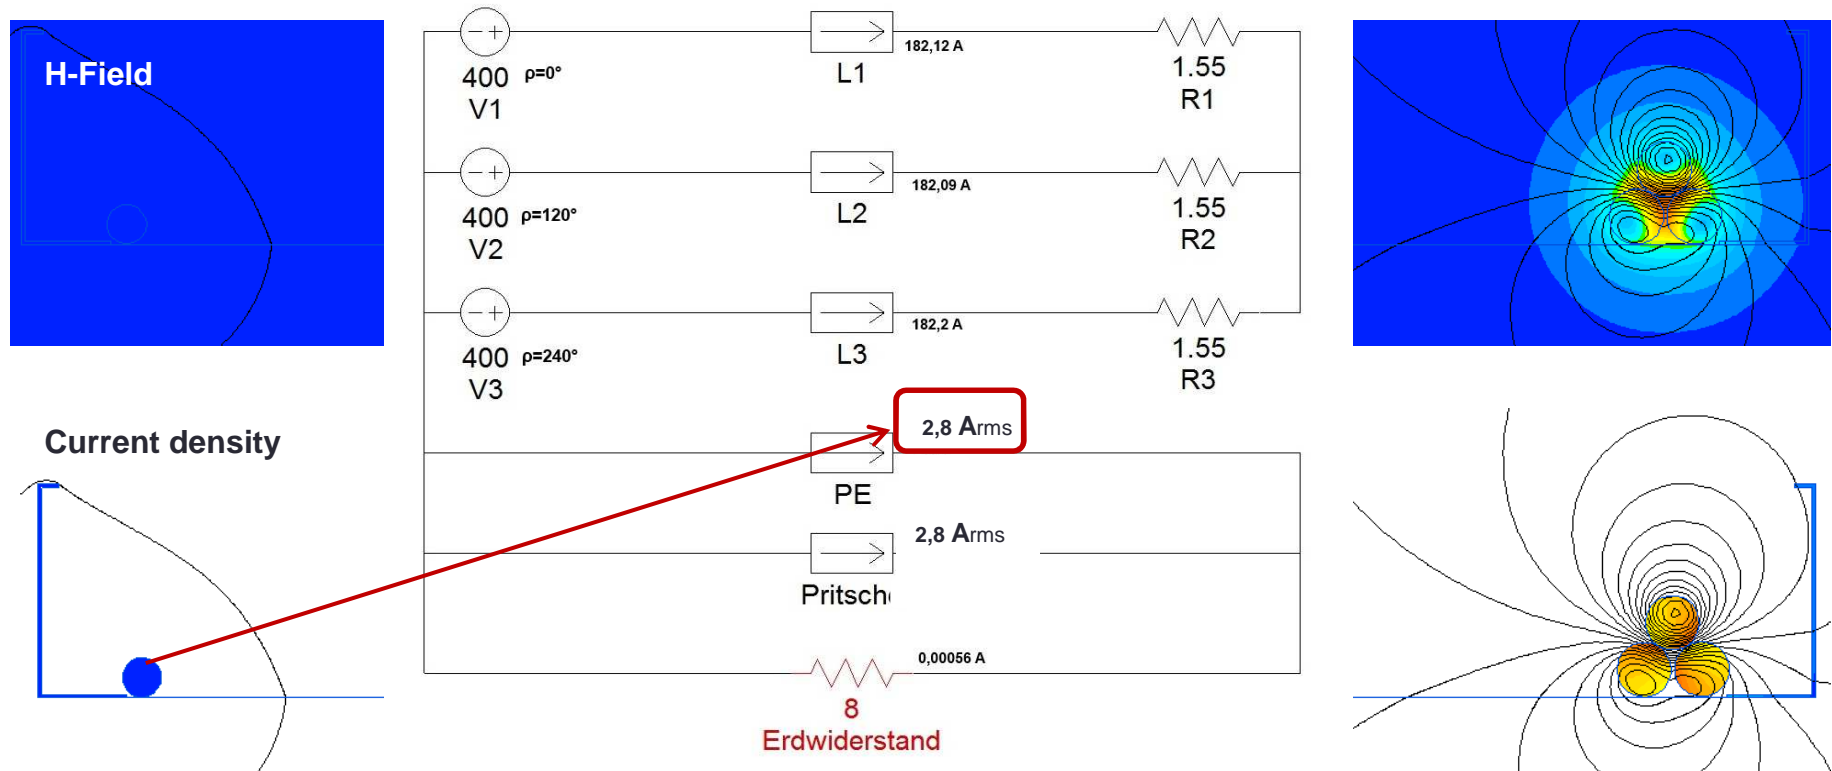 H-Field
400 ρ=0°
V1
L1
182,12 A
1.55
R1
400 ρ=120°
V2
L2
182,09 A
1.55
R2
400 ρ=240°
V3
L3
182,2 A
1.55
R3
Current density
2,8 Arms
PE
2,8 Arms
Pritsch
0,00056 A
8
Erdwiderstand